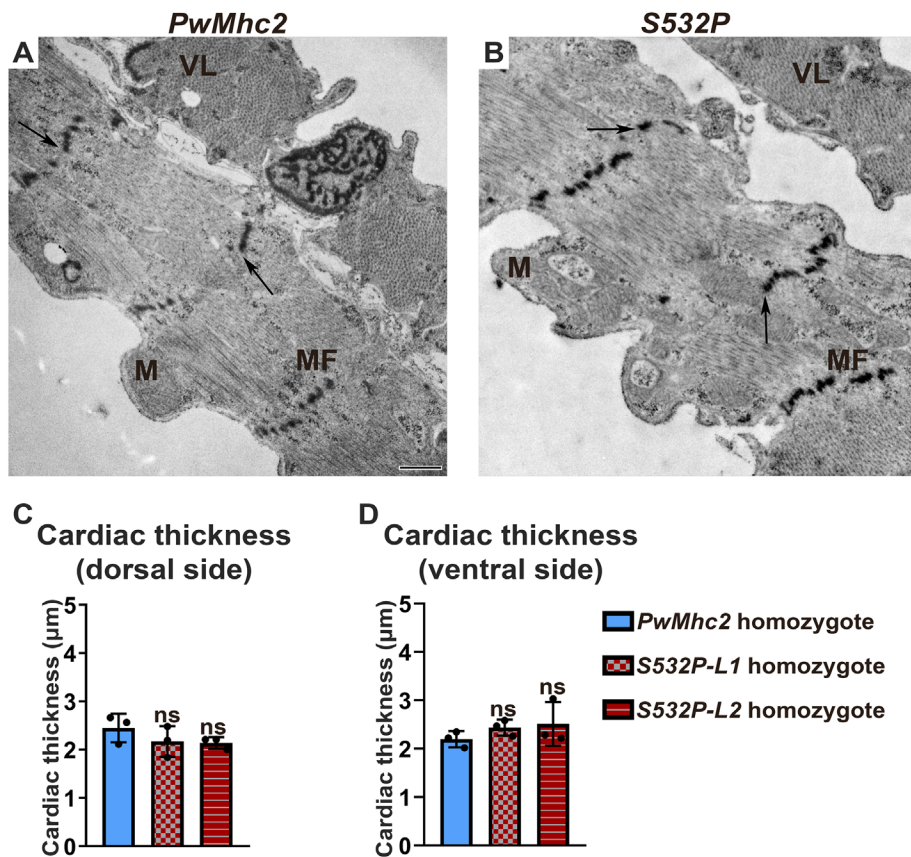 PwMhc2
S532P
A
VL
M
MF
B
VL
M
MF
C
Cardiac thickness
(dorsal side)
Cardiac thickness (µm)
5
4
3
2
1
0
ns
ns
D
Cardiac thickness
(ventral side)
Cardiac thickness (µm)
5
4
3
2
1
0
ns
ns
PwMhc2 homozygote
S532P-L1 homozygote
S532P-L2 homozygote